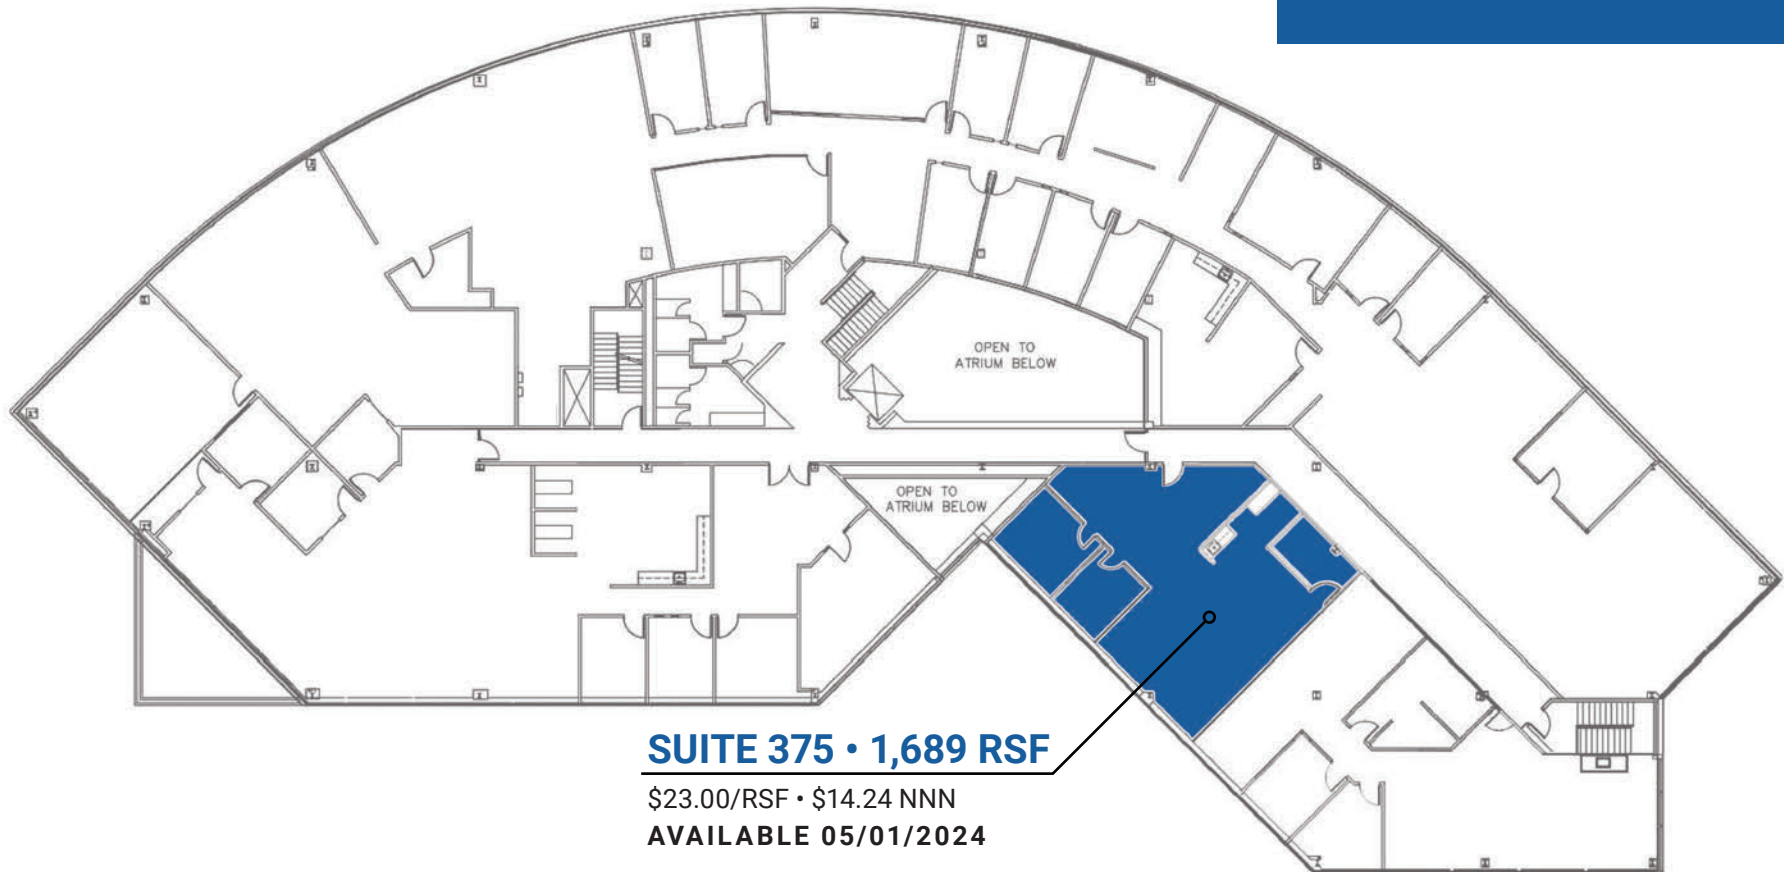 OPEN TO
ATRIUM BELOW
OPEN TO
ATRIUM BELOW
SUITE 375 • 1,689 RSF
$23.00/RSF • $14.24 NNN
AVAILABLE 05/01/2024